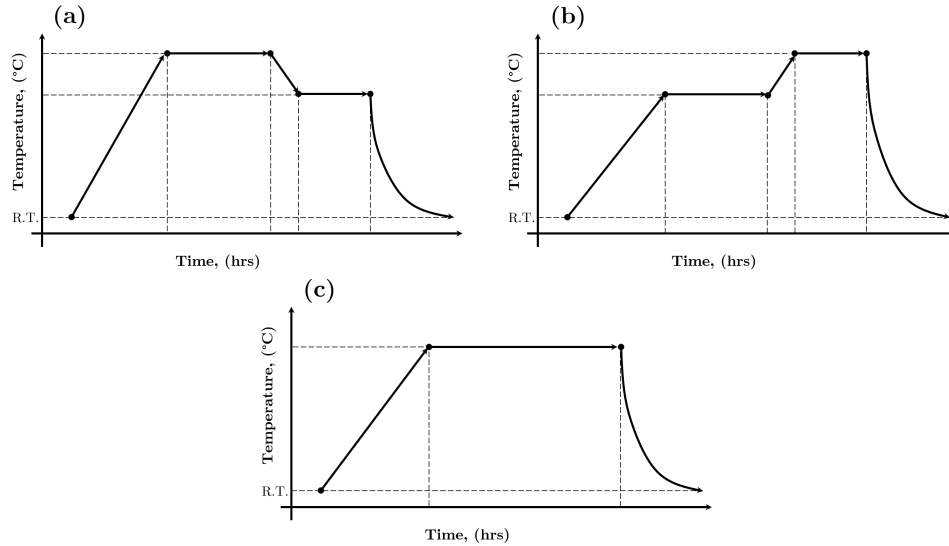 (a)
Temperature, (°C)
R.T.
Time, (hrs)
(b)
Temperature, (°C)
R.T.
Time, (hrs)
(c)
Temperature, (°C)
R.T.
Time, (hrs)